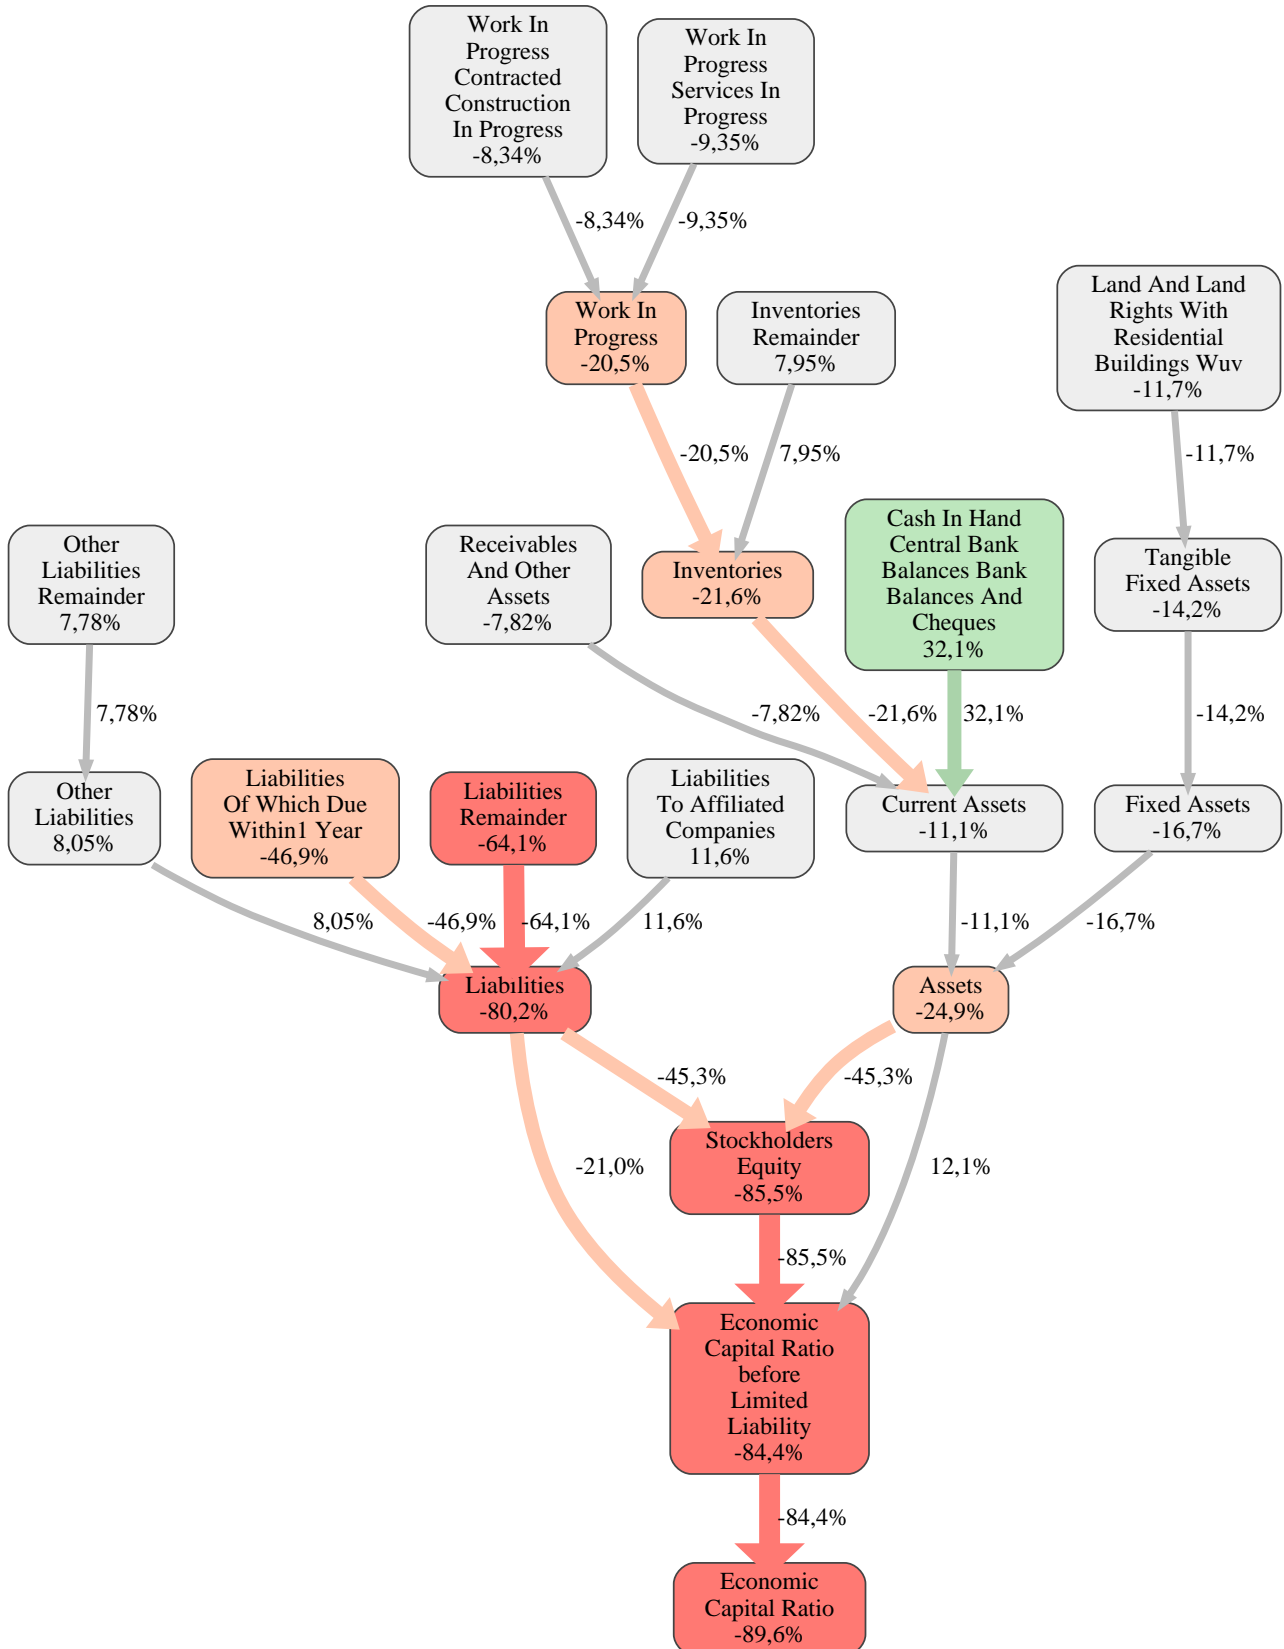 Work In
Progress
Contracted
Construction
In Progress
-8,34%
Work In
Progress
Services In
Progress
-9,35%
-8,34%
-9,35%
Work In
Progress
-20,5%
Inventories
Remainder
7,95%
Land And Land
Rights With
Residential
Buildings Wuv
-11,7%
-20,5%
7,95%
-11,7%
Other
Liabilities
Remainder
7,78%
Receivables
And Other
Assets
-7,82%
Inventories
-21,6%
Cash In Hand
Central Bank
Balances Bank
Balances And
Cheques
32,1%
Tangible
Fixed Assets
-14,2%
7,78%
-7,82%
-21,6%
32,1%
-14,2%
Other
Liabilities
8,05%
Liabilities
Of Which Due
Within1 Year
-46,9%
Liabilities
Remainder
-64,1%
Liabilities
To Affiliated
Companies
11,6%
Current Assets
-11,1%
Fixed Assets
-16,7%
8,05%
-46,9%
-64,1%
11,6%
-11,1%
-16,7%
Liabilities
-80,2%
Assets
-24,9%
-45,3%
-45,3%
Stockholders
Equity
-85,5%
-21,0%
12,1%
-85,5%
Economic
Capital Ratio
before
Limited
Liability
-84,4%
-84,4%
Economic
Capital Ratio
-89,6%